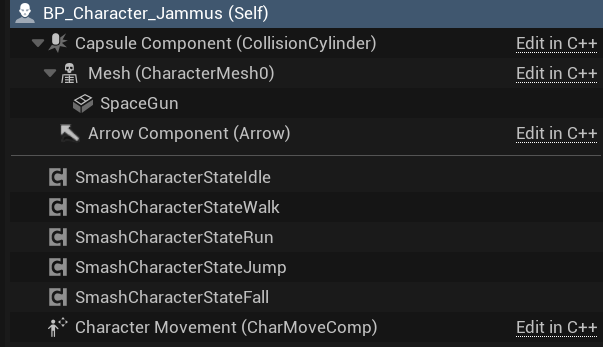 BP_Character_Jammus (Self)
Capsule Component (CollisionCylinder) Edit in C++
Mesh (CharacterMesh0) Edit in C++
SpaceGun
Arrow Component (Arrow) Edit in C++
SmashCharacterStateIdle
SmashCharacterStateWalk
SmashCharacterStateRun
SmashCharacterStateJump
SmashCharacterStateFall
Character Movement (CharMoveComp) Edit in C++